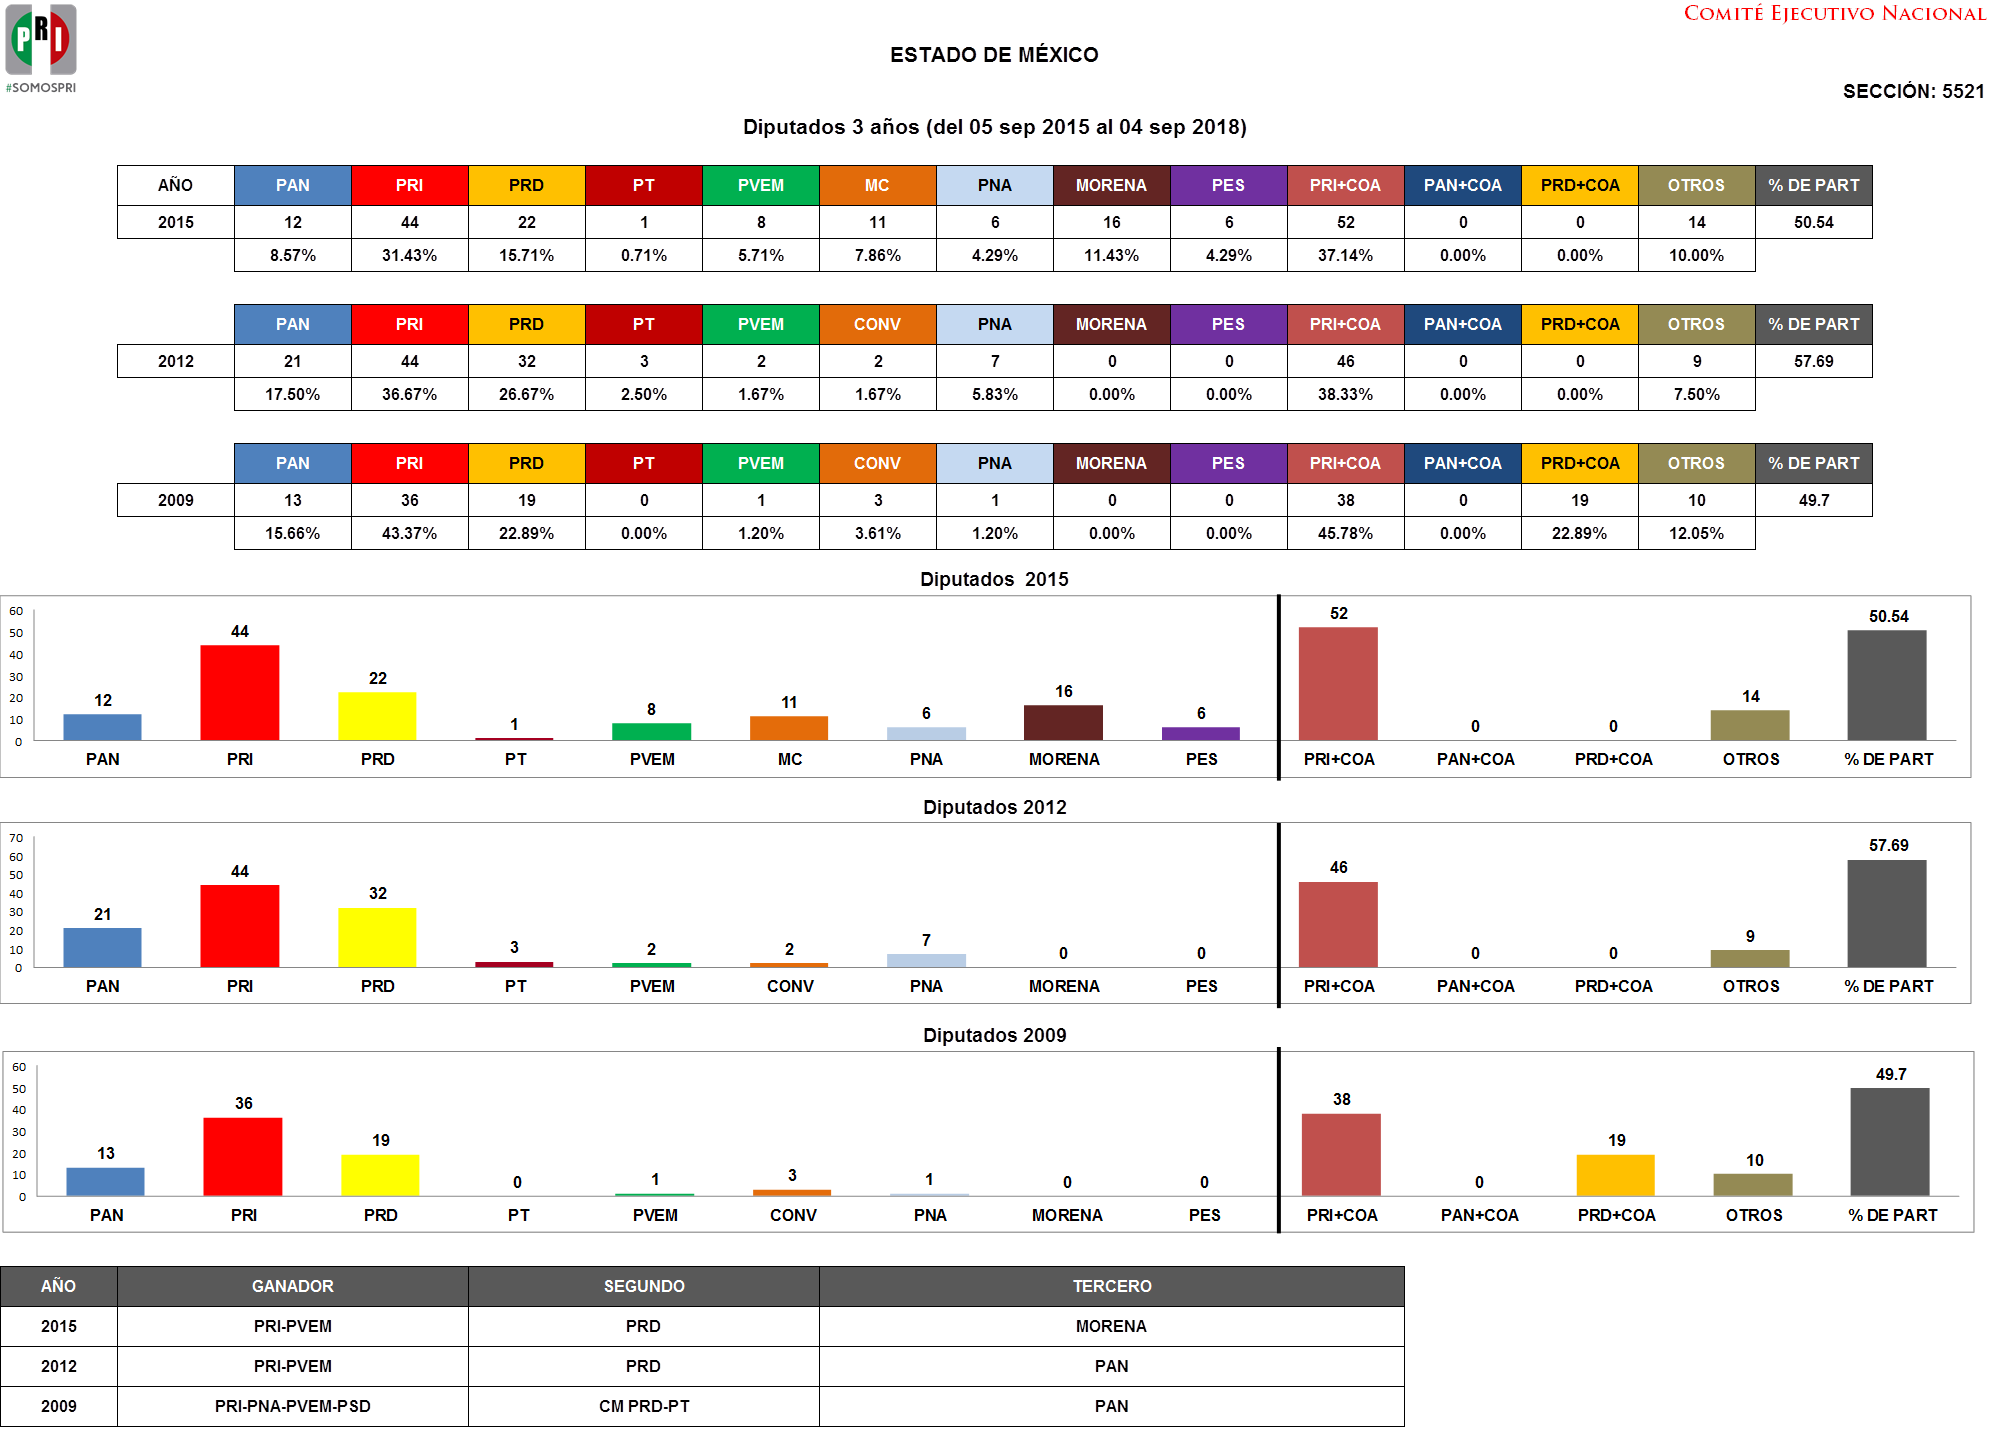 PRI
#SOMOSPRI
COMITÉ EJECUTIVO NACIONAL
ESTADO DE MÉXICO
SECCIÓN: 5521
Diputados 3 años (del 05 sep 2015 al 04 sep 2018)
AÑO PAN PRI PRD PT PVEM MC PNA MORENA PES PRI+COA PAN+COA PRD+COA OTROS % DE PART
2015 12 44 22 1 8 11 6 16 6 52 0 0 14 50.54
8.57% 31.43% 15.71% 0.71% 5.71% 7.86% 4.29% 11.43% 4.29% 37.14% 0.00% 0.00% 10.00%
PAN PRI PRD PT PVEM CONV PNA MORENA PES PRI+COA PAN+COA PRD+COA OTROS % DE PART
2012 21 44 32 3 2 2 7 0 0 46 0 0 9 57.69
17.50% 36.67% 26.67% 2.50% 1.67% 1.67% 5.83% 0.00% 0.00% 38.33% 0.00% 0.00% 7.50%
PAN PRI PRD PT PVEM CONV PNA MORENA PES PRI+COA PAN+COA PRD+COA OTROS % DE PART
2009 13 36 19 0 1 3 1 0 0 38 0 19 10 49.7
15.66% 43.37% 22.89% 0.00% 1.20% 3.61% 1.20% 0.00% 0.00% 45.78% 0.00% 22.89% 12.05%
Diputados 2015
60
50
40
30
20
10
0
12 44 22 1 8 11 6 16 6 52 0 0 14 50.54
PAN PRI PRD PT PVEM MC PNA MORENA PES PRI+COA PAN+COA PRD+COA OTROS % DE PART
Diputados 2012
70
60
50
40
30
20
10
0
21 44 32 3 2 2 7 0 0 46 0 0 9 57.69
PAN PRI PRD PT PVEM CONV PNA MORENA PES PRI+COA PAN+COA PRD+COA OTROS % DE PART
Diputados 2009
60
50
40
30
20
10
0
13 36 19 0 1 3 1 0 0 38 0 19 10 49.7
PAN PRI PRD PT PVEM CONV PNA MORENA PES PRI+COA PAN+COA PRD+COA OTROS % DE PART
AÑO GANADOR SEGUNDO TERCERO
2015 PRI-PVEM PRD MORENA
2012 PRI-PVEM PRD PAN
2009 PRI-PNA-PVEM-PSD CM PRD-PT PAN